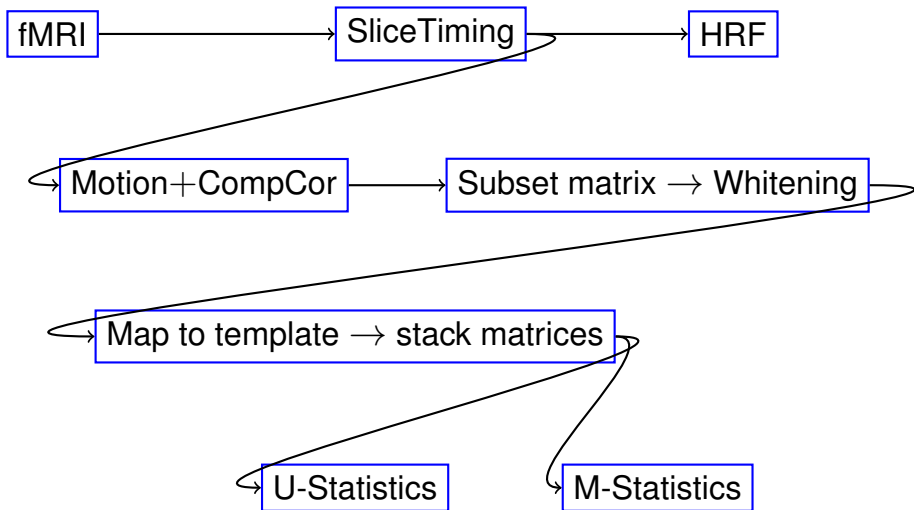 fMRI SliceTiming HRF
Motion+CompCor Subset matrix → Whitening
Map to template → stack matrices
U-Statistics M-Statistics